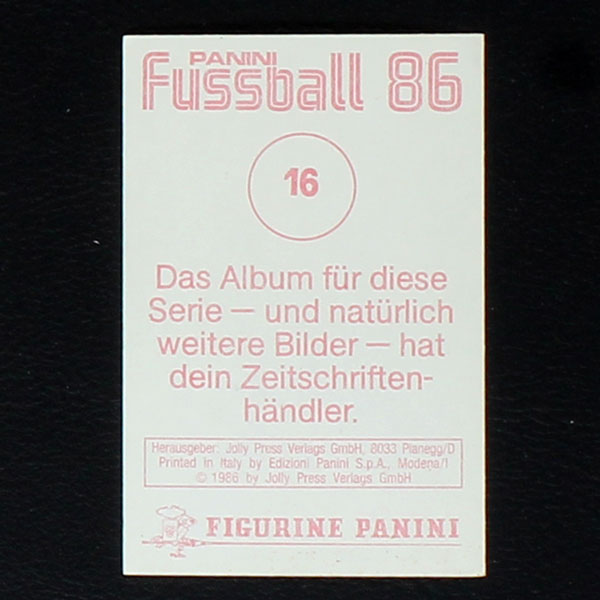 PANINI
Fussball 86
16
Das Album für diese
Serie — und natürlich
weitere Bilder — hat
dein Zeitschriften-
händler.
Herausgeber: Jolly Press Verlags GmbH, 8033 Planegg/D
Printed in Italy by Edizioni Panini S.p.A., Modena/I
© 1986 by Jolly Press Verlags GmbH
FIGURINE PANINI